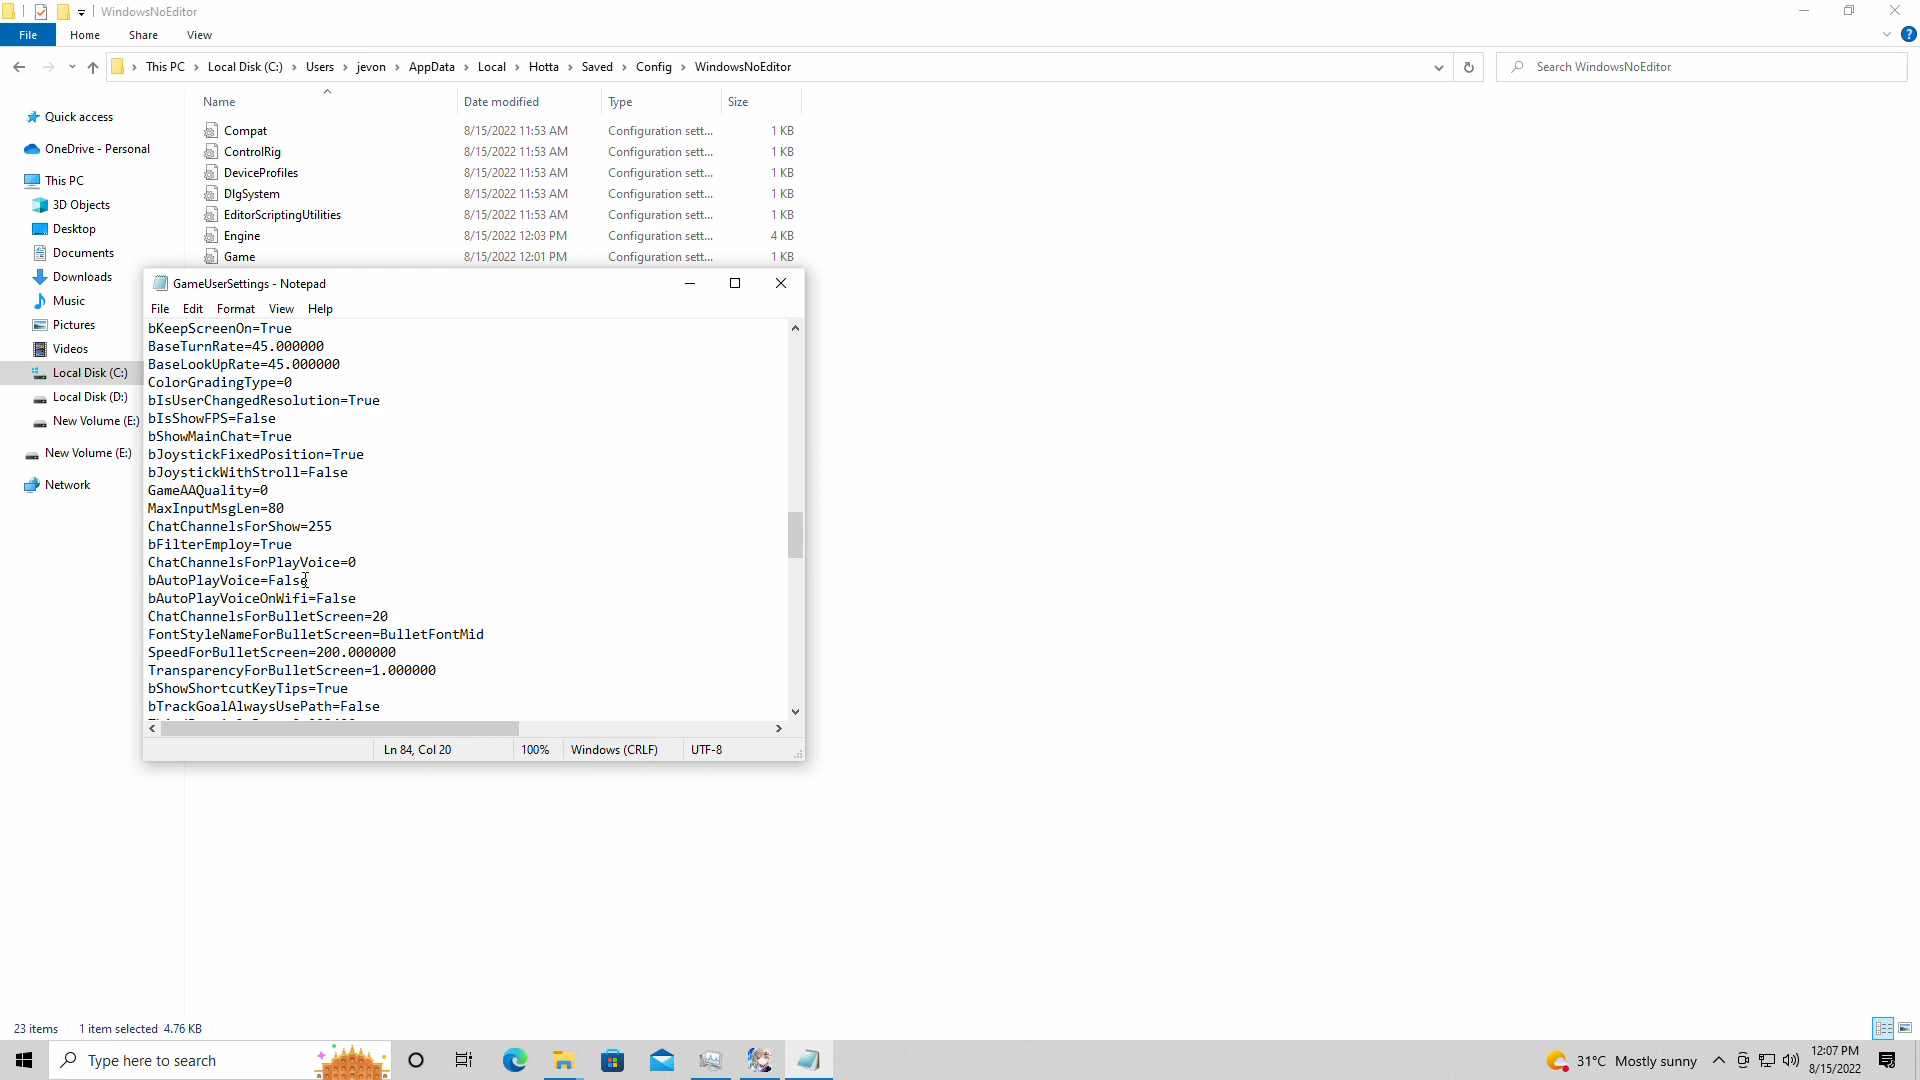 WindowsNoEditor
File Home Share View
This PC Local Disk (C:) Users jevon AppData Local Hotta Saved Config WindowsNoEditor
Search WindowsNoEditor
Name Date modified Type Size
Quick access
OneDrive - Personal
This PC
3D Objects
Desktop
Documents
Downloads
Music
Pictures
Videos
Local Disk (C:)
Local Disk (D:)
New Volume (E:)
New Volume (E:)
Network
Compat 8/15/2022 11:53 AM Configuration sett... 1 KB
ControlRig 8/15/2022 11:53 AM Configuration sett... 1 KB
DeviceProfiles 8/15/2022 11:53 AM Configuration sett... 1 KB
DlgSystem 8/15/2022 11:53 AM Configuration sett... 1 KB
EditorScriptingUtilities 8/15/2022 11:53 AM Configuration sett... 1 KB
Engine 8/15/2022 12:03 PM Configuration sett... 4 KB
Game 8/15/2022 12:01 PM Configuration sett... 1 KB
GameUserSettings - Notepad
File Edit Format View Help
bKeepScreenOn=True
BaseTurnRate=45.000000
BaseLookUpRate=45.000000
ColorGradingType=0
bIsUserChangedResolution=True
bIsShowFPS=False
bShowMainChat=True
bJoystickFixedPosition=True
bJoystickWithStroll=False
GameAAQuality=0
MaxInputMsgLen=80
ChatChannelsForShow=255
bFilterEmploy=True
ChatChannelsForPlayVoice=0
bAutoPlayVoice=False
bAutoPlayVoiceOnWifi=False
ChatChannelsForBulletScreen=20
FontStyleNameForBulletScreen=BulletFontMid
SpeedForBulletScreen=200.000000
TransparencyForBulletScreen=1.000000
bShowShortcutKeyTips=True
bTrackGoalAlwaysUsePath=False
Ln 84, Col 20 100% Windows (CRLF) UTF-8
23 items 1 item selected 4.76 KB
Type here to search
31°C Mostly sunny
12:07 PM
8/15/2022